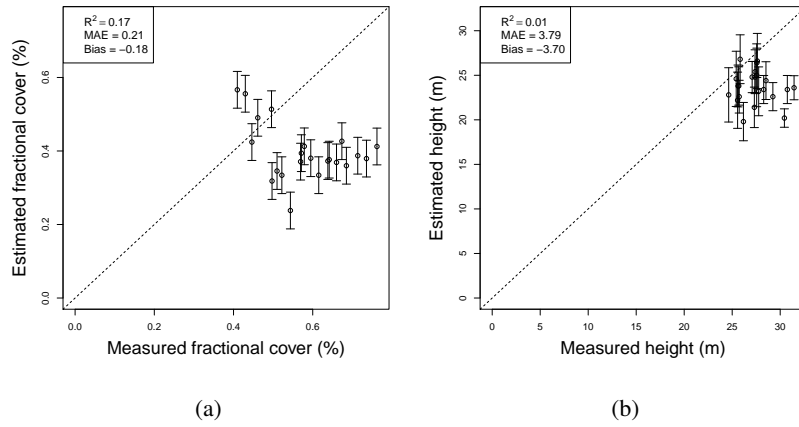 R² = 0.17
MAE = 0.21
Bias = −0.18
Estimated fractional cover (%)
0.6
0.4
0.2
0.0
0.0 0.2 0.4 0.6
Measured fractional cover (%)
(a)
R² = 0.01
MAE = 3.79
Bias = −3.70
Estimated height (m)
30
25
20
15
10
5
0
0 5 10 15 20 25 30
Measured height (m)
(b)